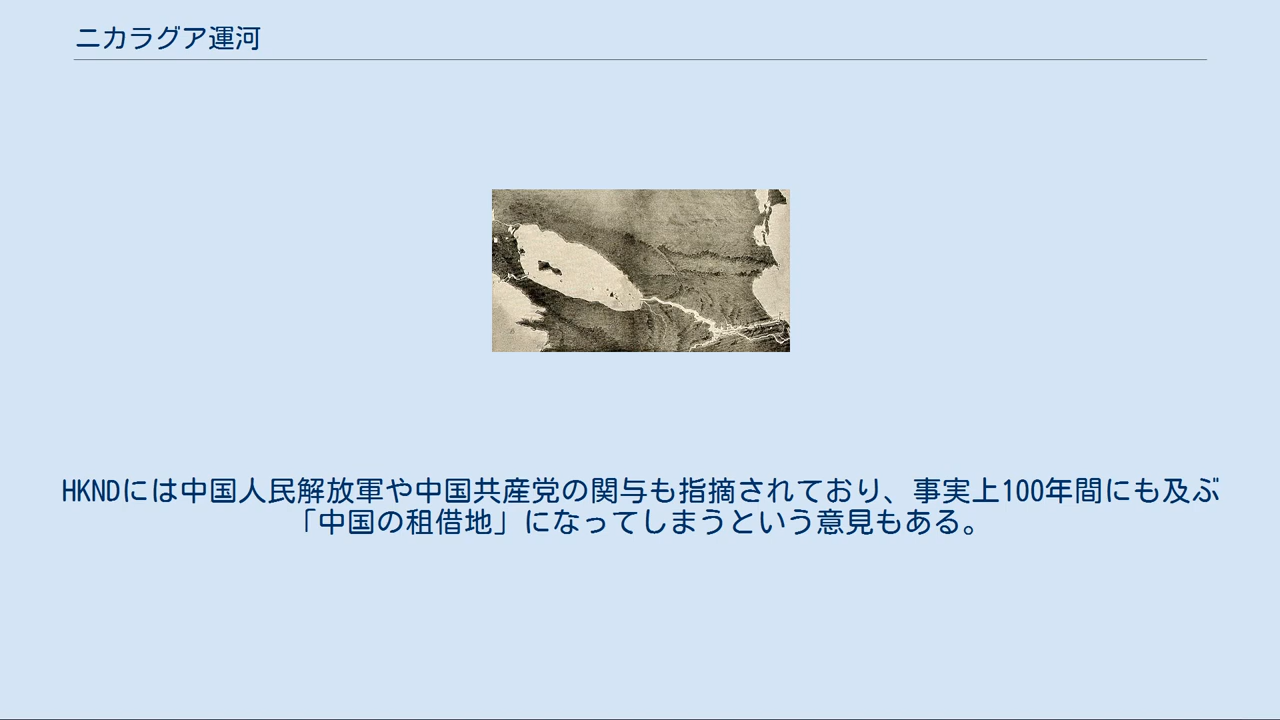 ニカラグア運河
HKNDには中国人民解放軍や中国共産党の関与も指摘されており、事実上100年間にも及ぶ
「中国の租借地」になってしまうという意見もある。